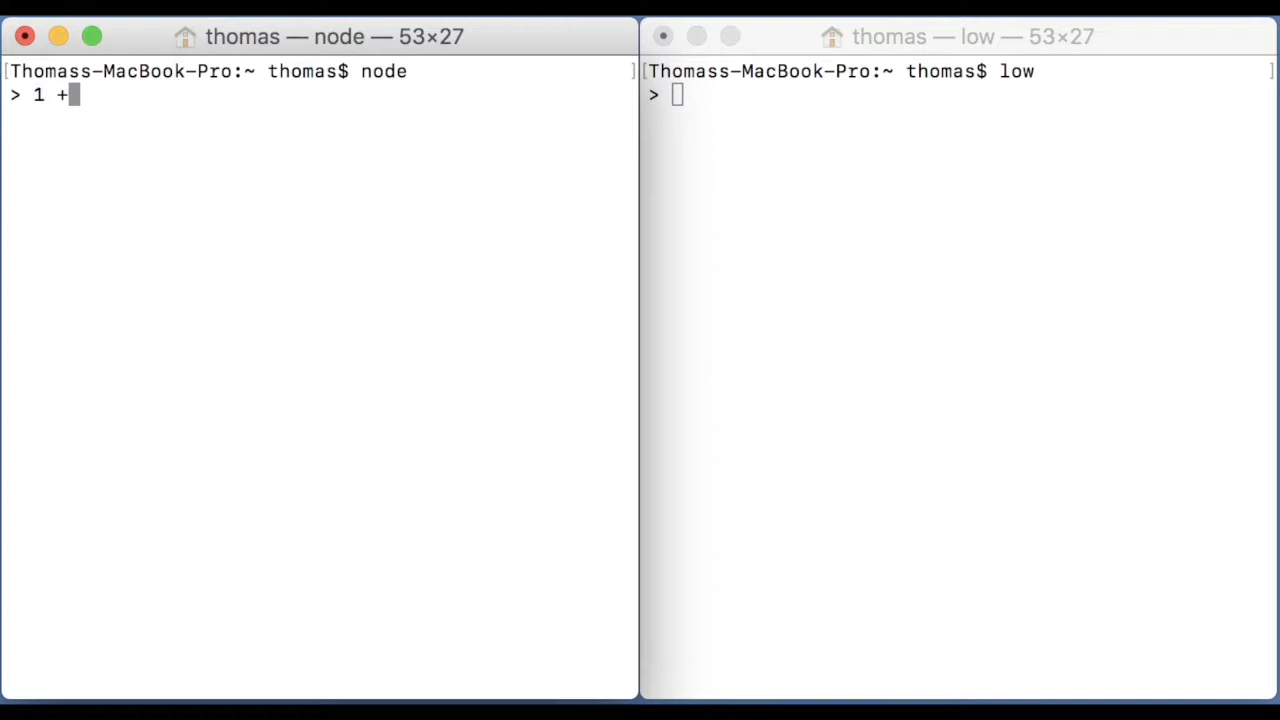 thomas — node — 53×27
[Thomass-MacBook-Pro:~ thomas$ node ]
> 1 +
thomas — low — 53×27
[Thomass-MacBook-Pro:~ thomas$ low ]
>